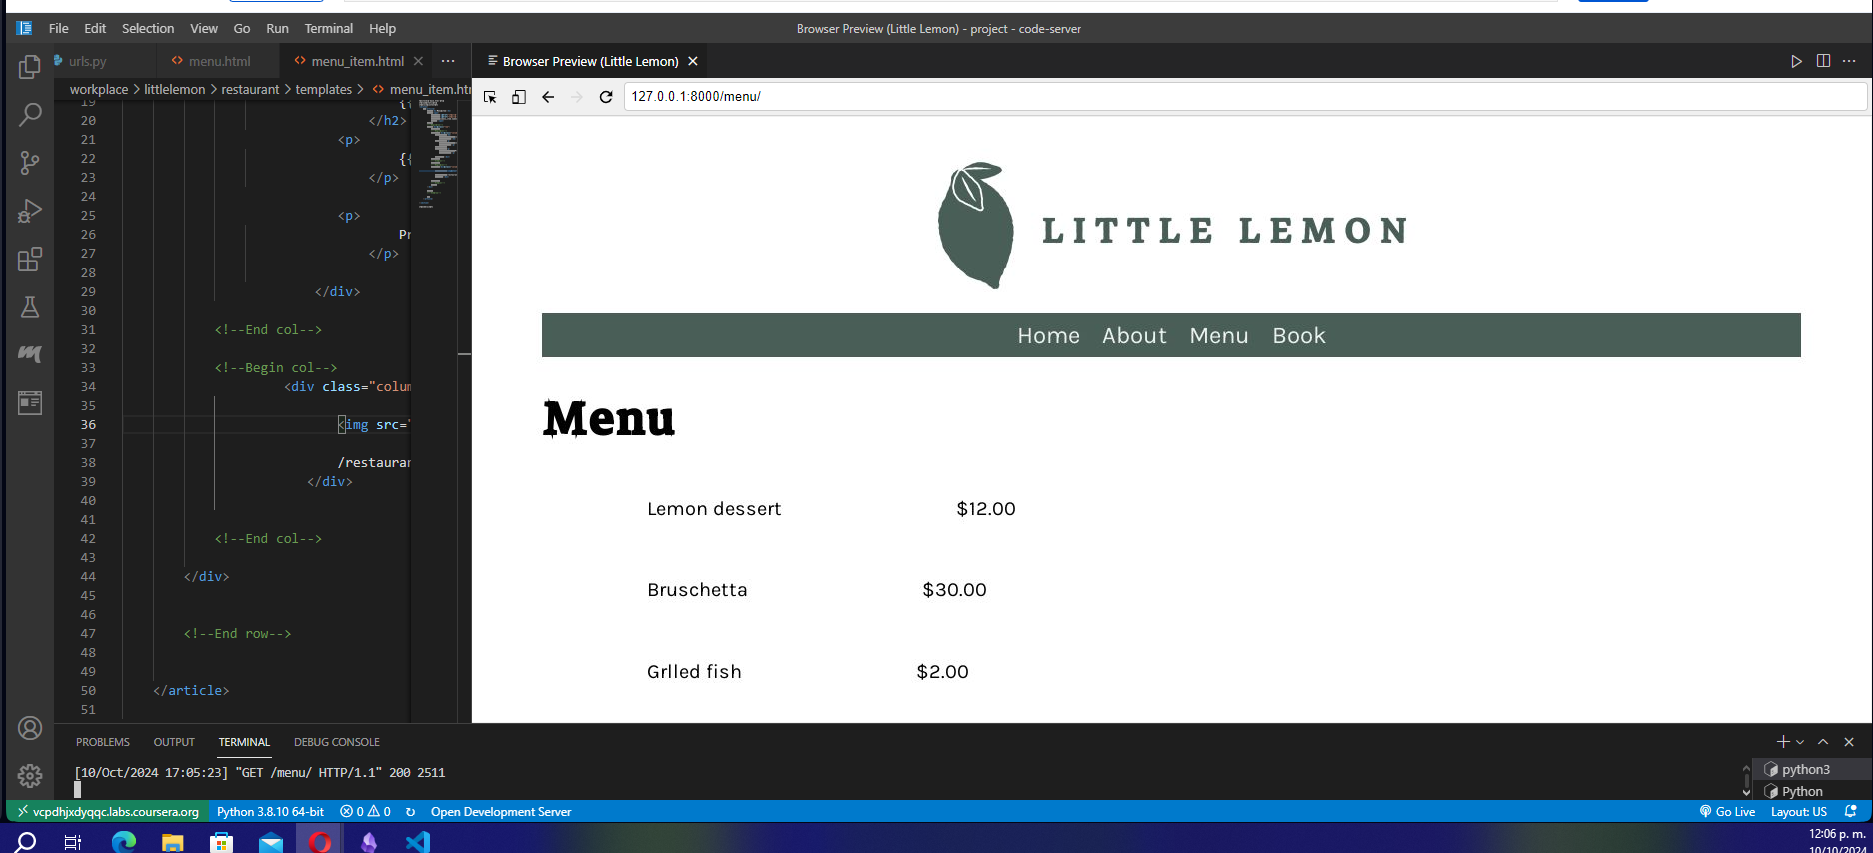 File Edit Selection View Go Run Terminal Help
Browser Preview (Little Lemon) - project - code-server
urls.py
menu.html
menu_item.html
Browser Preview (Little Lemon)
workplace > littlelemon > restaurant > templates > menu_item.htm
127.0.0.1:8000/menu/
19 {{
20 </h2>
21 <p>
22 {{
23 </p>
24
25 <p>
26 Pr
27 </p>
28
29 </div>
30
31 <!--End col-->
32
33 <!--Begin col-->
34 <div class="colum
35
36 <img src="
37
38 /restauran
39 </div>
40
41
42 <!--End col-->
43
44 </div>
45
46
47 <!--End row-->
48
49
50 </article>
51
LITTLE LEMON
Home About Menu Book
Menu
Lemon dessert $12.00
Bruschetta $30.00
Grlled fish $2.00
PROBLEMS OUTPUT TERMINAL DEBUG CONSOLE
[10/Oct/2024 17:05:23] "GET /menu/ HTTP/1.1" 200 2511
python3
Python
vcpdhjxdyqqc.labs.coursera.org Python 3.8.10 64-bit 0 0 Open Development Server
Go Live Layout: US
12:06 p. m.
10/10/2024